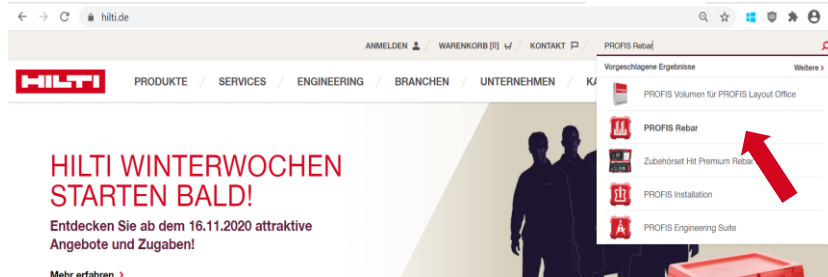 hilti.de
ANMELDEN / WARENKORB [0] / KONTAKT / PROFIS Rebar
HILTI PRODUKTE / SERVICES / ENGINEERING / BRANCHEN / UNTERNEHMEN /
Vorgeschlagene Ergebnisse Weitere >
PROFIS Volumen für PROFIS Layout Office
PROFIS Rebar
Zubehörset Hit Premium Rebar
PROFIS Installation
PROFIS Engineering Suite
HILTI WINTERWOCHEN
STARTEN BALD!
Entdecken Sie ab dem 16.11.2020 attraktive
Angebote und Zugaben!
Mehr erfahren >